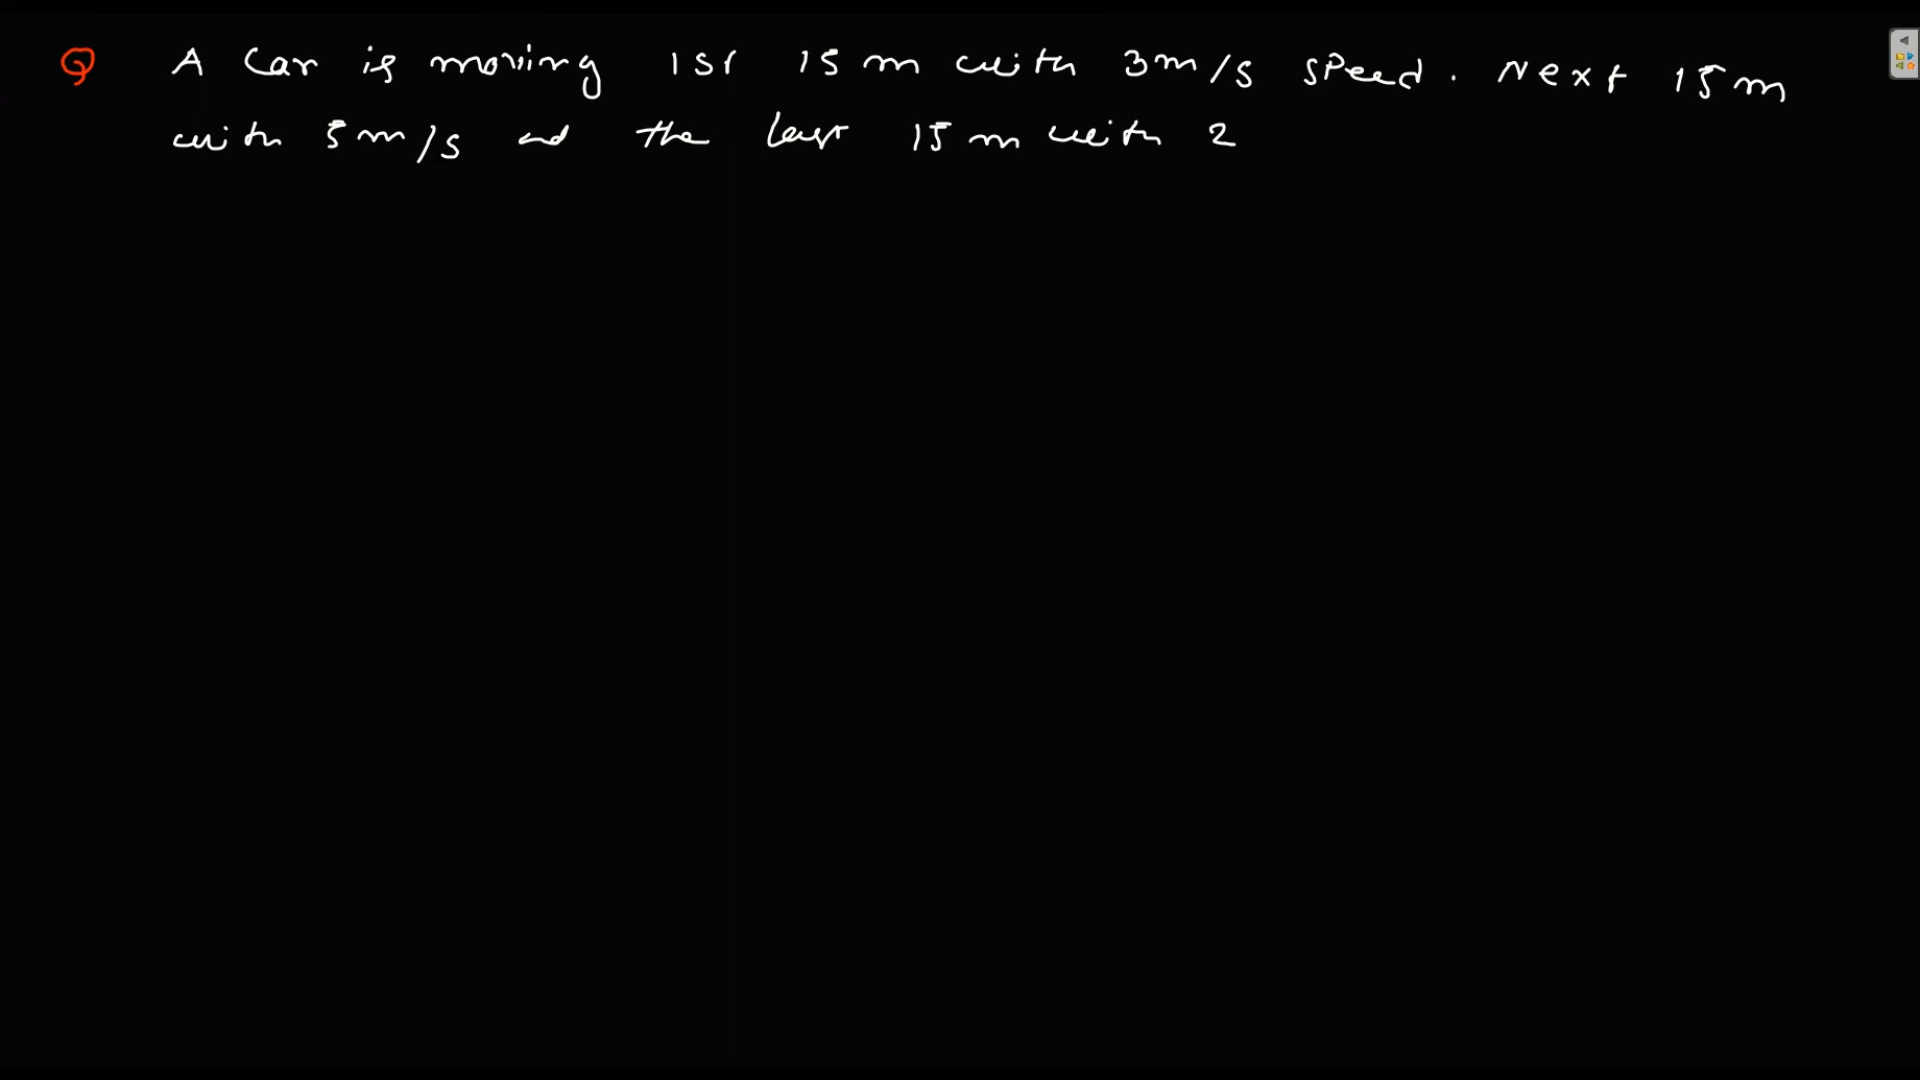 Q A Car is moving 1st 15 m with 3m/s speed. Next 15m
with 5m/s and the last 15 m with 2